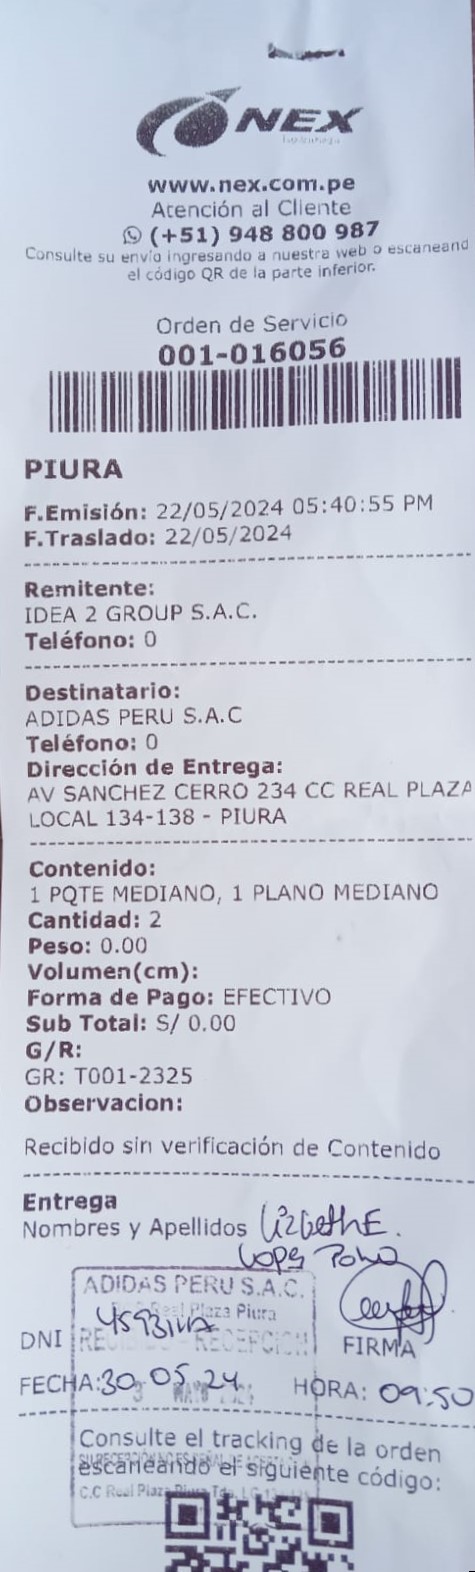 NEX
www.nex.com.pe
Atención al Cliente
(+51) 948 800 987
Consulte su envío ingresando a nuestra web o escaneand
el código QR de la parte inferior.
Orden de Servicio
001-016056
PIURA
F.Emisión: 22/05/2024 05:40:55 PM
F.Traslado: 22/05/2024
Remitente:
IDEA 2 GROUP S.A.C.
Teléfono: 0
Destinatario:
ADIDAS PERU S.A.C
Teléfono: 0
Dirección de Entrega:
AV SANCHEZ CERRO 234 CC REAL PLAZA
LOCAL 134-138 - PIURA
Contenido:
1 PQTE MEDIANO, 1 PLANO MEDIANO
Cantidad: 2
Peso: 0.00
Volumen(cm):
Forma de Pago: EFECTIVO
Sub Total: S/ 0.00
G/R:
GR: T001-2325
Observacion:
Recibido sin verificación de Contenido
Entrega
Nombres y Apellidos LizbethE.
ADIDAS PERU S.A.C.
Real Plaza Piura
DNI
RECEPCION
FIRMA
FECHA: 30 05 24 HORA: 09:50
Consulte el tracking de la orden
escaneando el siguiente código:
C.C Real Plaza